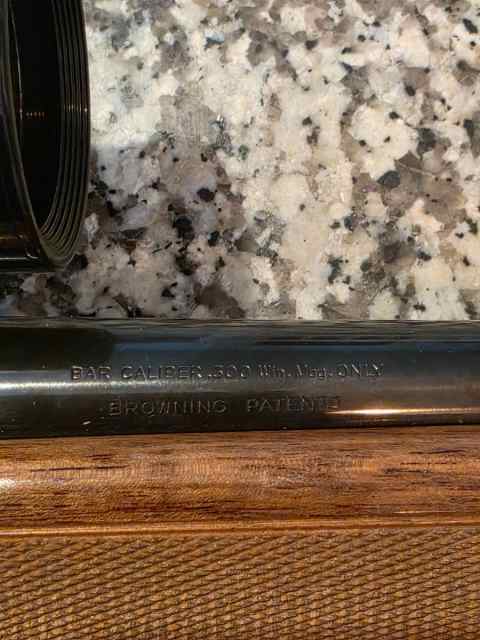 BAR CALIBER .300 Win. Mag. ONLY
BROWNING PATENTS